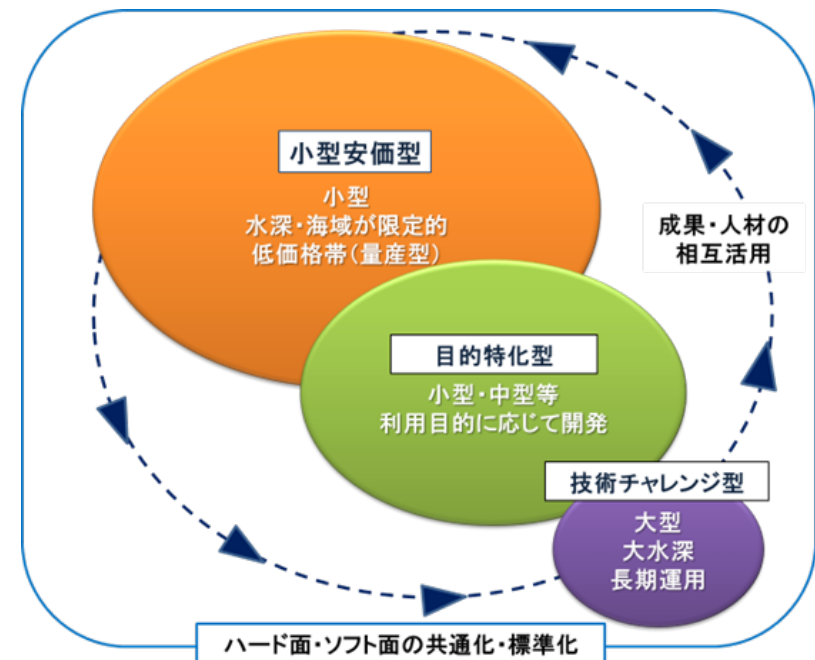 小型安価型
小型
水深・海域が限定的
低価格帯(量産型)
成果・人材の
相互活用
目的特化型
小型・中型等
利用目的に応じて開発
技術チャレンジ型
大型
大水深
長期運用
ハード面・ソフト面の共通化・標準化